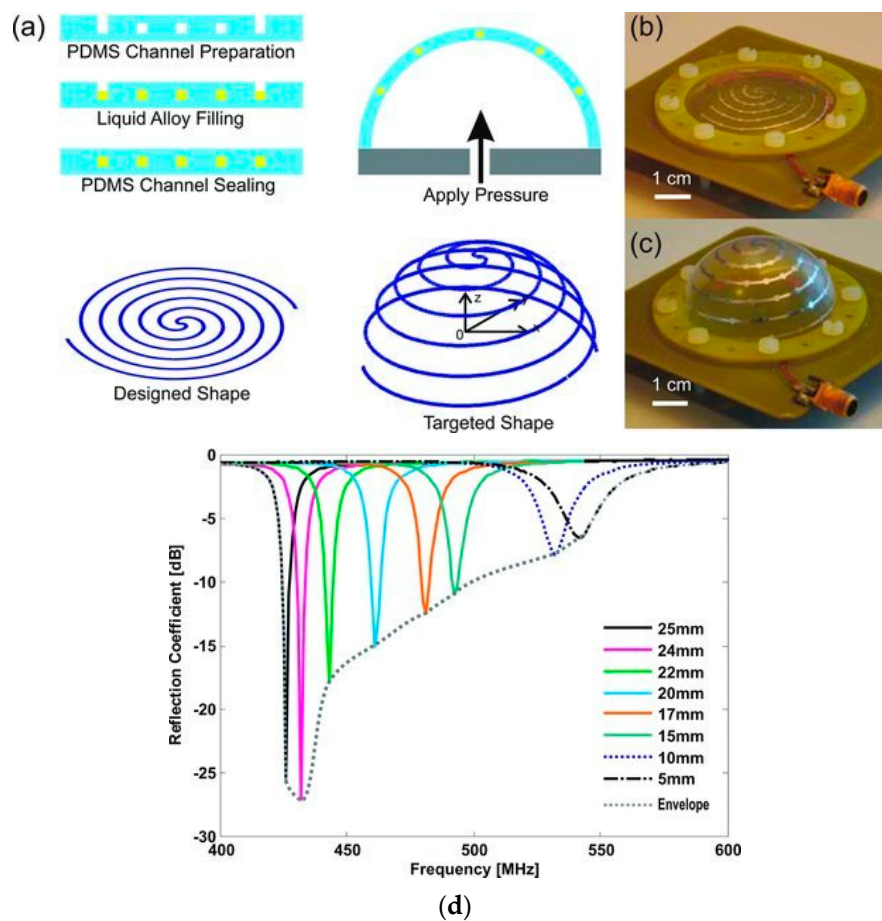 (a)
PDMS Channel Preparation
Liquid Alloy Filling
PDMS Channel Sealing
Apply Pressure
Designed Shape
z
x
0
Targeted Shape
(b)
1 cm
(c)
1 cm
0
-5
-10
-15
-20
-25
-30
Reflection Coefficient [dB]
25mm
24mm
22mm
20mm
17mm
15mm
10mm
5mm
Envelope
400 450 500 550 600
Frequency [MHz]
(d)